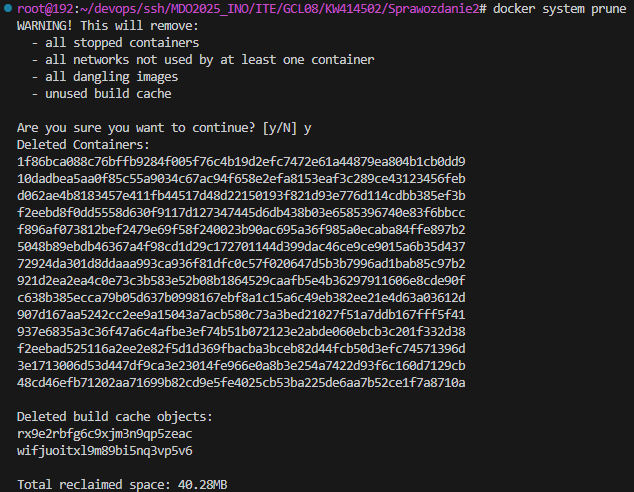 root@192:~/devops/ssh/MDO2025_INO/ITE/GCL08/KW414502/Sprawozdanie2# docker system prune
WARNING! This will remove:
  - all stopped containers
  - all networks not used by at least one container
  - all dangling images
  - unused build cache

Are you sure you want to continue? [y/N] y
Deleted Containers:
1f86bca088c76bffb9284f005f76c4b19d2efc7472e61a44879ea804b1cb0dd9
10dadbea5aa0f85c55a9034c67ac94f658e2efa8153eaf3c289ce43123456feb
d062ae4b8183457e411fb44517d48d22150193f821d93e776d114cdbb385ef3b
f2eebd8f0dd5558d630f9117d127347445d6db438b03e6585396740e83f6bbcc
f896af073812bef2479e69f58f240023b90ac695a36f985a0ecaba84ffe897b2
5048b89ebdb46367a4f98cd1d29c172701144d399dac46ce9ce9015a6b35d437
72924da301d8ddaaa993ca936f81dfc0c57f020647d5b3b7996ad1bab85c97b2
921d2ea2ea4c0e73c3b583e52b08b1864529caafb5e4b36297911606e8cde90f
c638b385ecca79b05d637b0998167ebf8a1c15a6c49eb382ee21e4d63a03612d
907d167aa5242cc2ee9a15043a7acb580c73a3bed21027f51a7ddb167fff5f41
937e6835a3c36f47a6c4afbe3ef74b51b072123e2abde060ebcb3c201f332d38
f2eebad525116a2ee2e82f5d1d369fbacba3bceb82d44fcb50d3efc74571396d
3e1713006d53d447df9ca3e23014fe966e0a8b3e254a7422d93f6c160d7129cb
48cd46efb71202aa71699b82cd9e5fe4025cb53ba225de6aa7b52ce1f7a8710a

Deleted build cache objects:
rx9e2rbfg6c9xjm3n9qp5zeac
wifjuoitxl9m89bi5nq3vp5v6

Total reclaimed space: 40.28MB